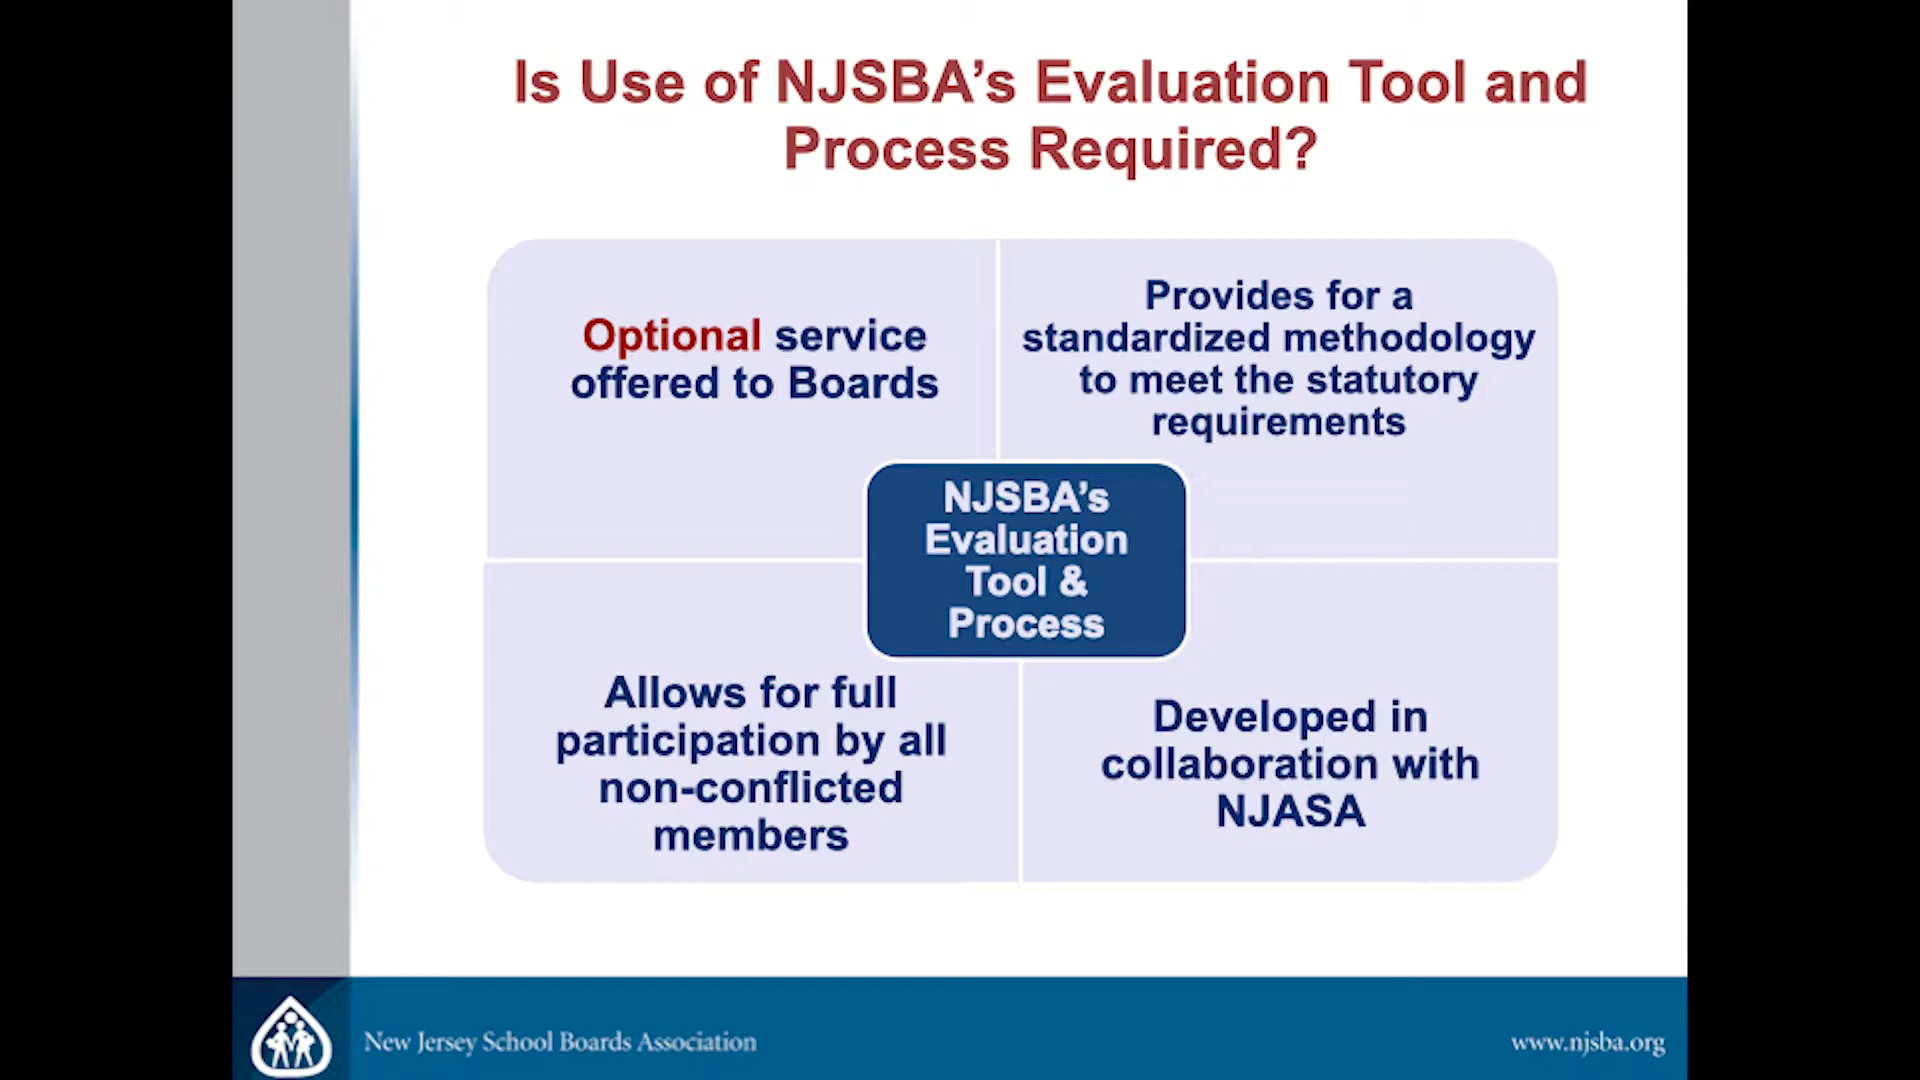 Is Use of NJSBA’s Evaluation Tool and
Process Required?
Optional service
offered to Boards
Provides for a
standardized methodology
to meet the statutory
requirements
NJSBA’s
Evaluation
Tool &
Process
Allows for full
participation by all
non-conflicted
members
Developed in
collaboration with
NJASA
New Jersey School Boards Association
www.njsba.org